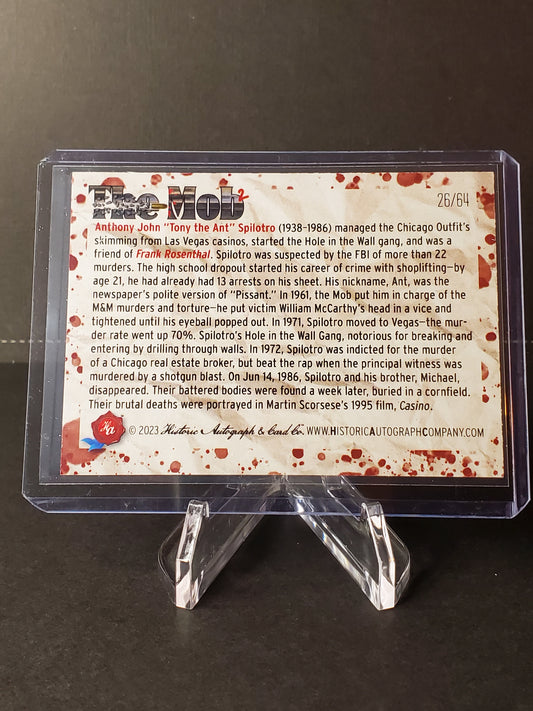 The Mob²
26/64
Anthony John "Tony the Ant" Spilotro (1938-1986) managed the Chicago Outfit's
skimming from Las Vegas casinos, started the Hole in the Wall gang, and was a
friend of Frank Rosenthal. Spilotro was suspected by the FBI of more than 22
murders. The high school dropout started his career of crime with shoplifting—by
age 21, he had already had 13 arrests on his sheet. His nickname, Ant, was the
newspaper's polite version of "Pissant." In 1961, the Mob put him in charge of the
M&M murders and torture—he put victim William McCarthy's head in a vice and
tightened until his eyeball popped out. In 1971, Spilotro moved to Vegas—the mur-
der rate went up 70%. Spilotro's Hole in the Wall Gang, notorious for breaking and
entering by drilling through walls. In 1972, Spilotro was indicted for the murder
of a Chicago real estate broker, but beat the rap when the principal witness was
murdered by a shotgun blast. On Jun 14, 1986, Spilotro and his brother, Michael,
disappeared. Their battered bodies were found a week later, buried in a cornfield.
Their brutal deaths were portrayed in Martin Scorsese's 1995 film, Casino.
Ha
© 2023 Historic Autograph & Card Co. www.HistoricAutographCompany.com